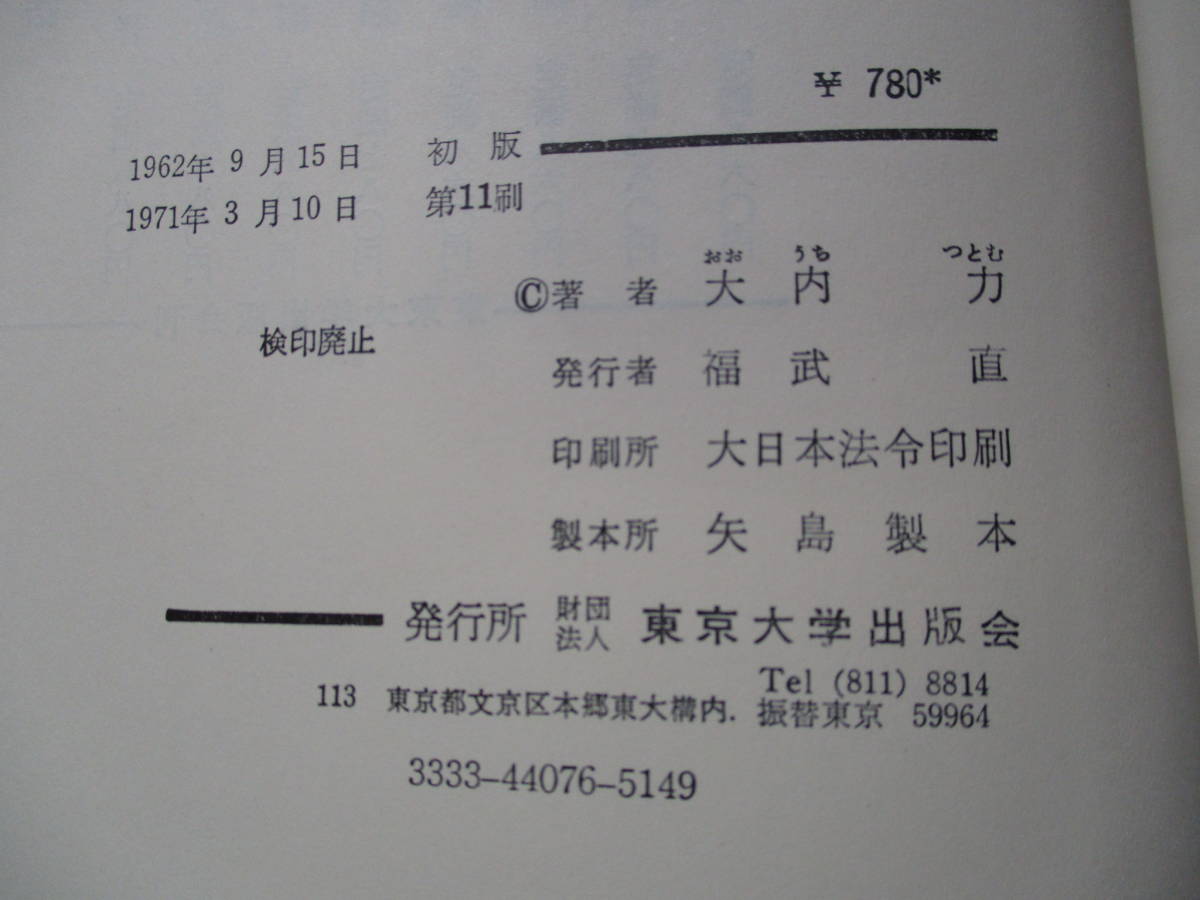 ¥ 780*
1962年 9 月 15 日 初 版
1971年 3 月 10 日 第11刷
おお うち つとむ
©著 者 大 内 力
検印廃止
発行者 福 武 直
印刷所 大日本法令印刷
製本所 矢 島 製 本
発行所 財団法人 東京大学出版会
Tel (811) 8814
113 東京都文京区本郷東大構内. 振替東京 59964
3333-44076-5149